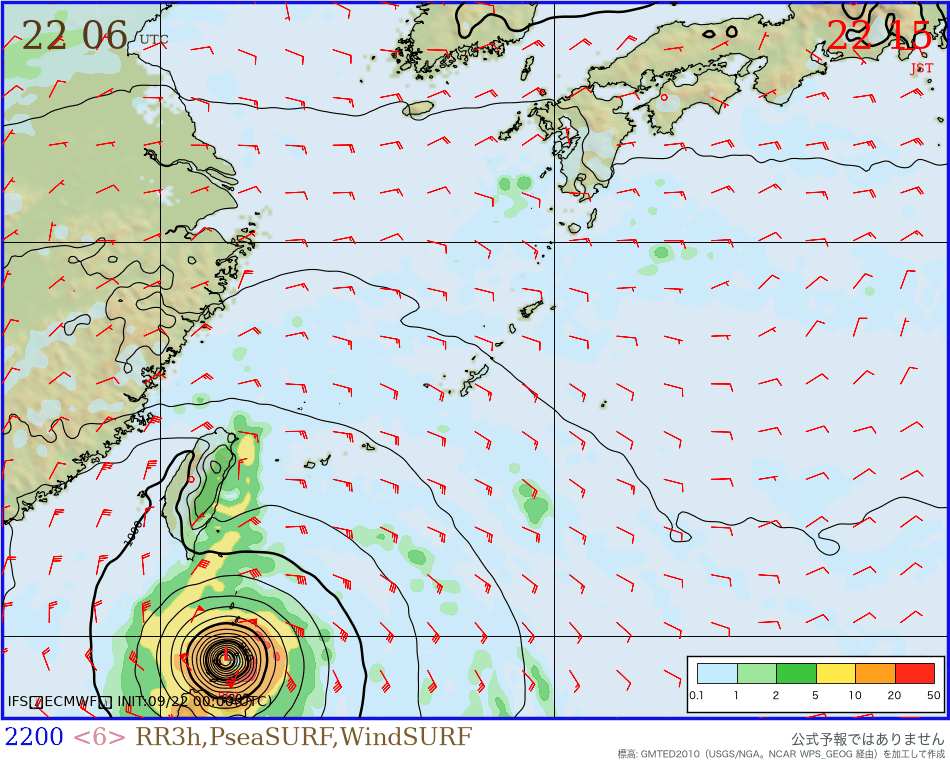 22 06 UTC
22 15
JST
1000
IFS(ECMWF) INIT:09/22 00:00(UTC)
0.1 1 2 5 10 20 50
2200 <6> RR3h,PseaSURF,WindSURF
公式予報ではありません
標高: GMTED2010（USGS/NGA。NCAR WPS_GEOG 経由）を加工して作成